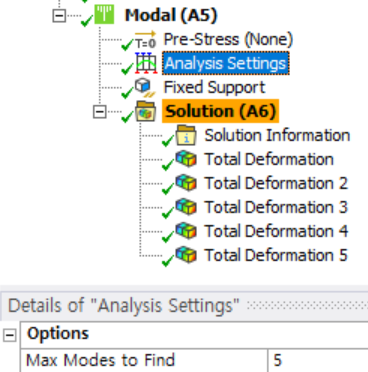 Modal (A5)
T=0 Pre-Stress (None)
Analysis Settings
Fixed Support
Solution (A6)
i Solution Information
Total Deformation
Total Deformation 2
Total Deformation 3
Total Deformation 4
Total Deformation 5
Details of "Analysis Settings"
Options
Max Modes to Find 5